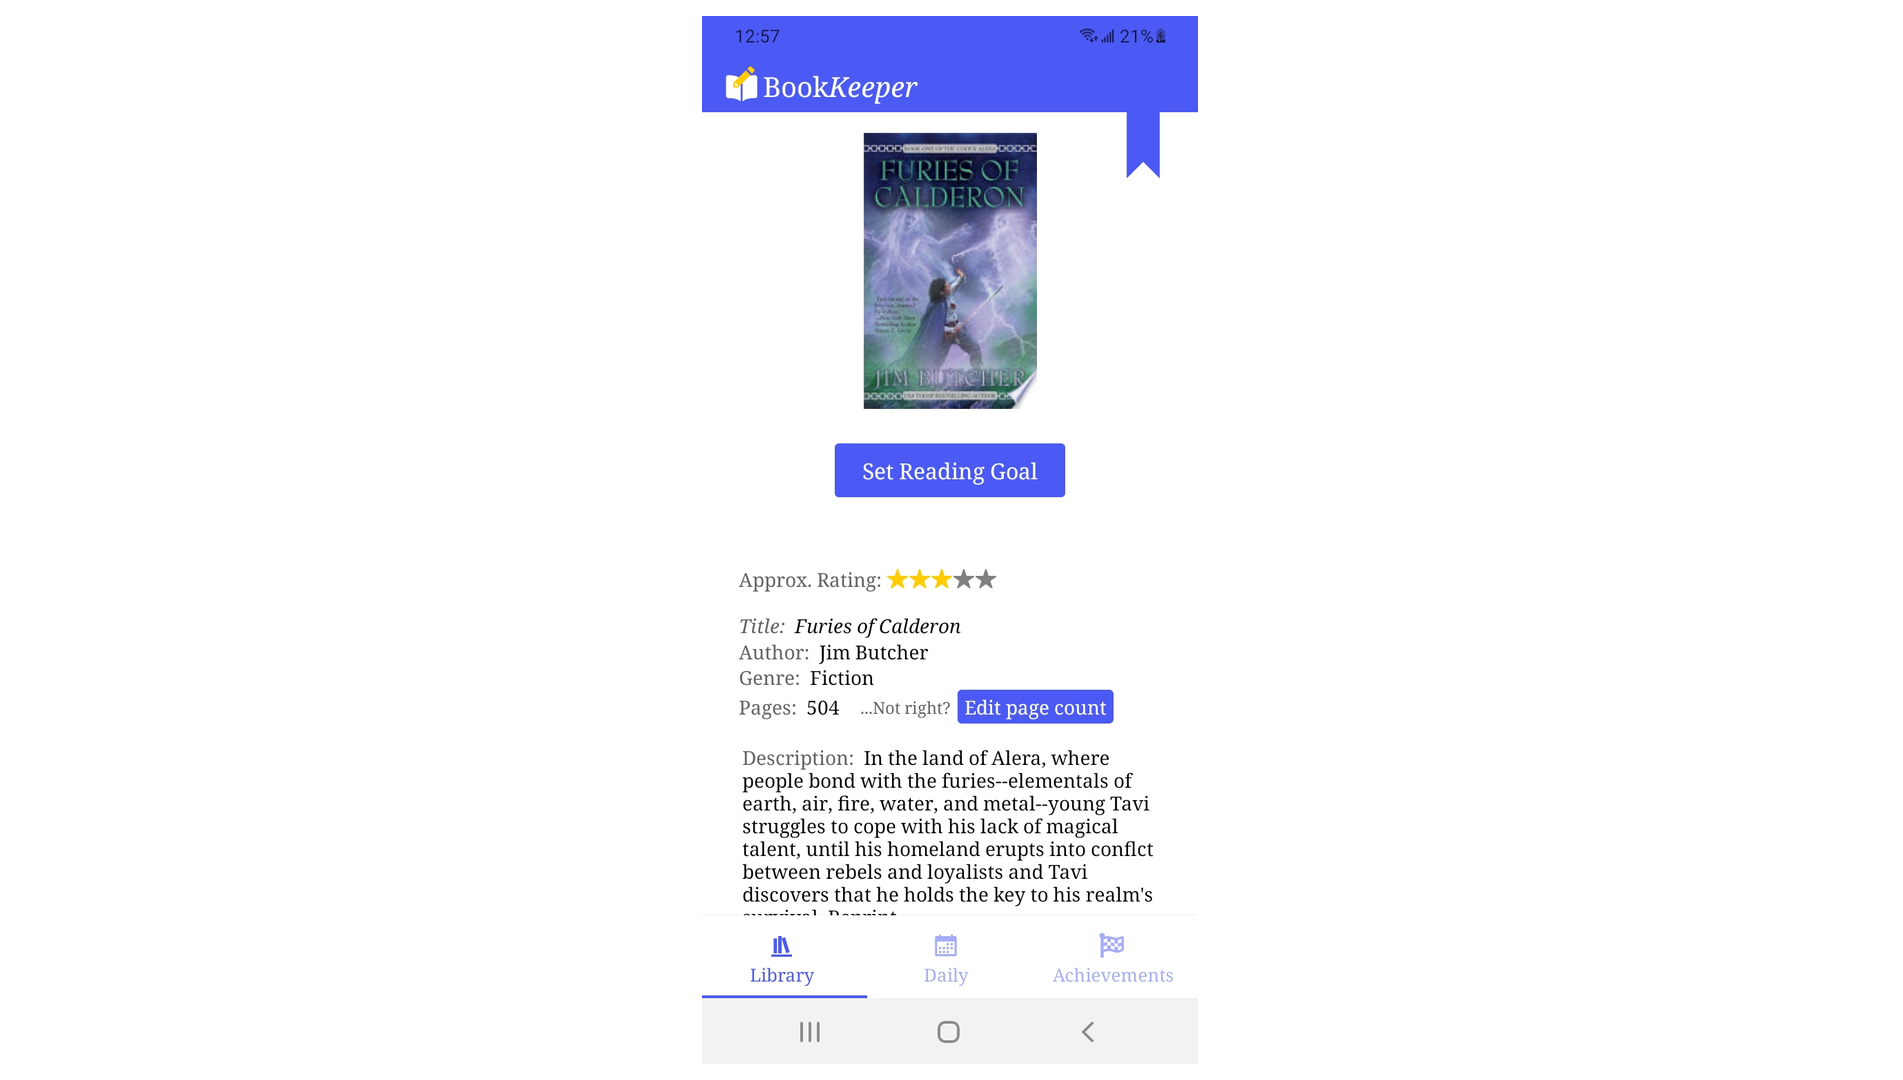 12:57
21%
BookKeeper
BOOK ONE OF THE CODEX ALERA
FURIES OF
CALDERON
JIM BUTCHER
Set Reading Goal
Approx. Rating:
Title: Furies of Calderon
Author: Jim Butcher
Genre: Fiction
Pages: 504 ...Not right? Edit page count
Description: In the land of Alera, where
people bond with the furies--elementals of
earth, air, fire, water, and metal--young Tavi
struggles to cope with his lack of magical
talent, until his homeland erupts into conflct
between rebels and loyalists and Tavi
discovers that he holds the key to his realm's
survival. Reprint.
Library
Daily
Achievements